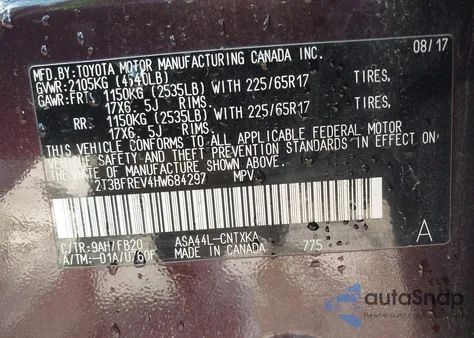 MFD.BY:TOYOTA MOTOR MANUFACTURING CANADA INC. 08/17
GVWR:2105KG (4640LB)
GAWR:FRT. 1150KG (2535LB) WITH 225/65R17 TIRES,
17X6. 5J RIMS.
RR. 1150KG (2535LB) WITH 225/65R17 TIRES,
17X6. 5J RIMS.
THIS VEHICLE CONFORMS TO ALL APPLICABLE FEDERAL MOTOR
VEHICLE SAFETY AND THEFT PREVENTION STANDARDS IN EFFECT ON
THE DATE OF MANUFACTURE SHOWN ABOVE.
2T3BFREV4HW684297 MPV
C/TR:9AH/FB20 ASA44L-CNTXKA A
A/TM:-01A/U760F MADE IN CANADA 775
autoSnap